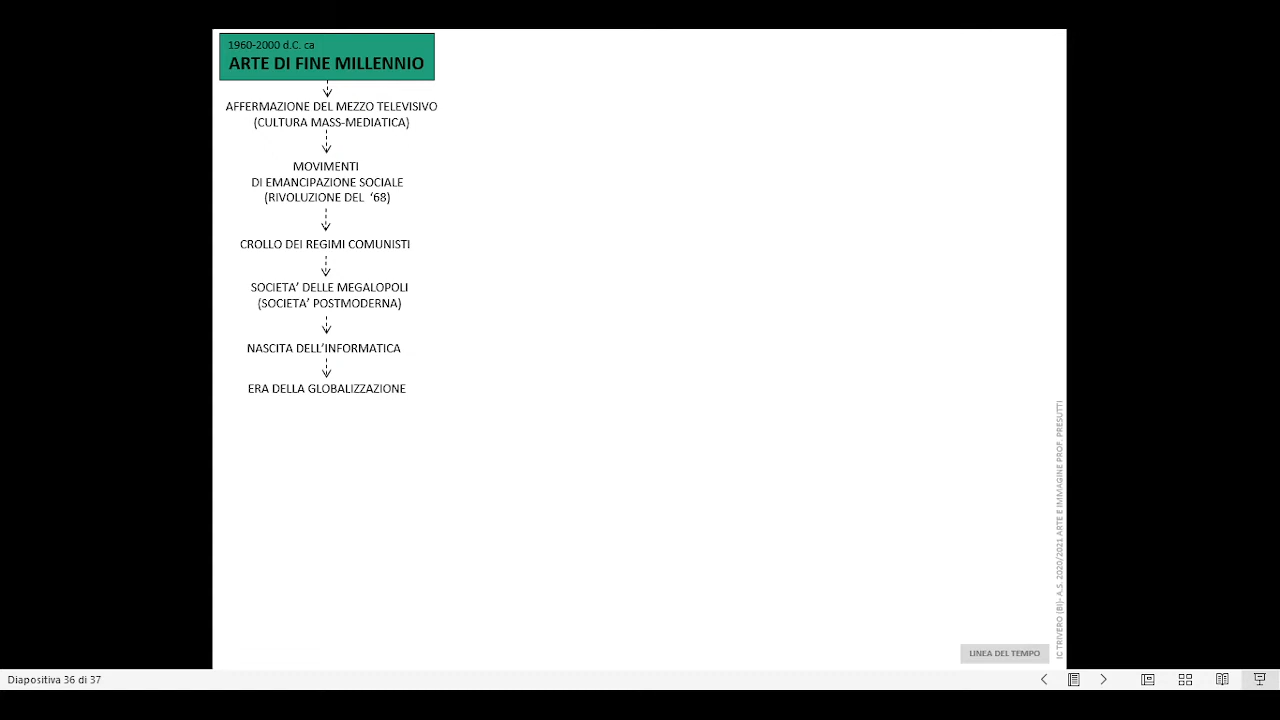 1960-2000 d.C. ca
ARTE DI FINE MILLENNIO
AFFERMAZIONE DEL MEZZO TELEVISIVO
(CULTURA MASS-MEDIATICA)
MOVIMENTI
DI EMANCIPAZIONE SOCIALE
(RIVOLUZIONE DEL ‘68)
CROLLO DEI REGIMI COMUNISTI
SOCIETA’ DELLE MEGALOPOLI
(SOCIETA’ POSTMODERNA)
NASCITA DELL’INFORMATICA
ERA DELLA GLOBALIZZAZIONE
IC TRIVERO (BI)- A.S. 2020/2021 ARTE E IMMAGINE PROF. PRESUTTI
LINEA DEL TEMPO
Diapositiva 36 di 37